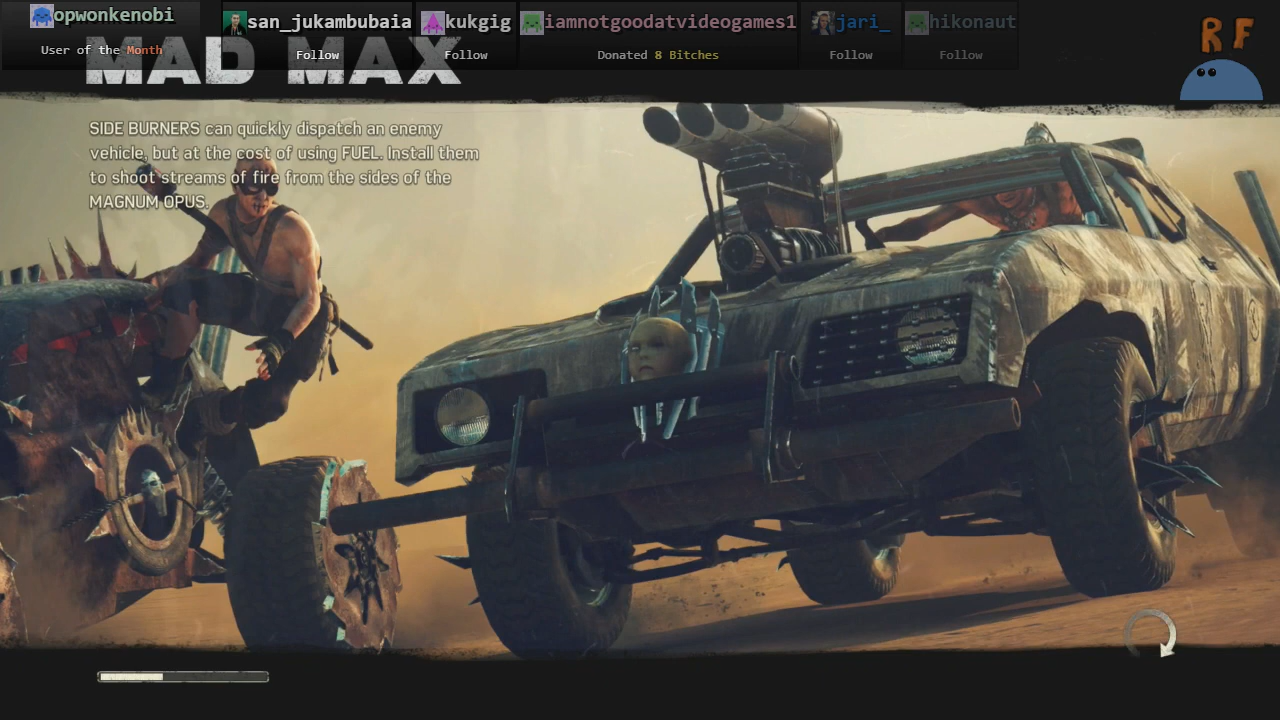 opwonkenobi
User of the Month
san_jukambubaia
Follow
kukgig
Follow
iamnotgoodatvideogames1
Donated 8 Bitches
jari_
Follow
hikonaut
Follow
RF
MAD MAX
SIDE BURNERS can quickly dispatch an enemy
vehicle, but at the cost of using FUEL. Install them
to shoot streams of fire from the sides of the
MAGNUM OPUS.